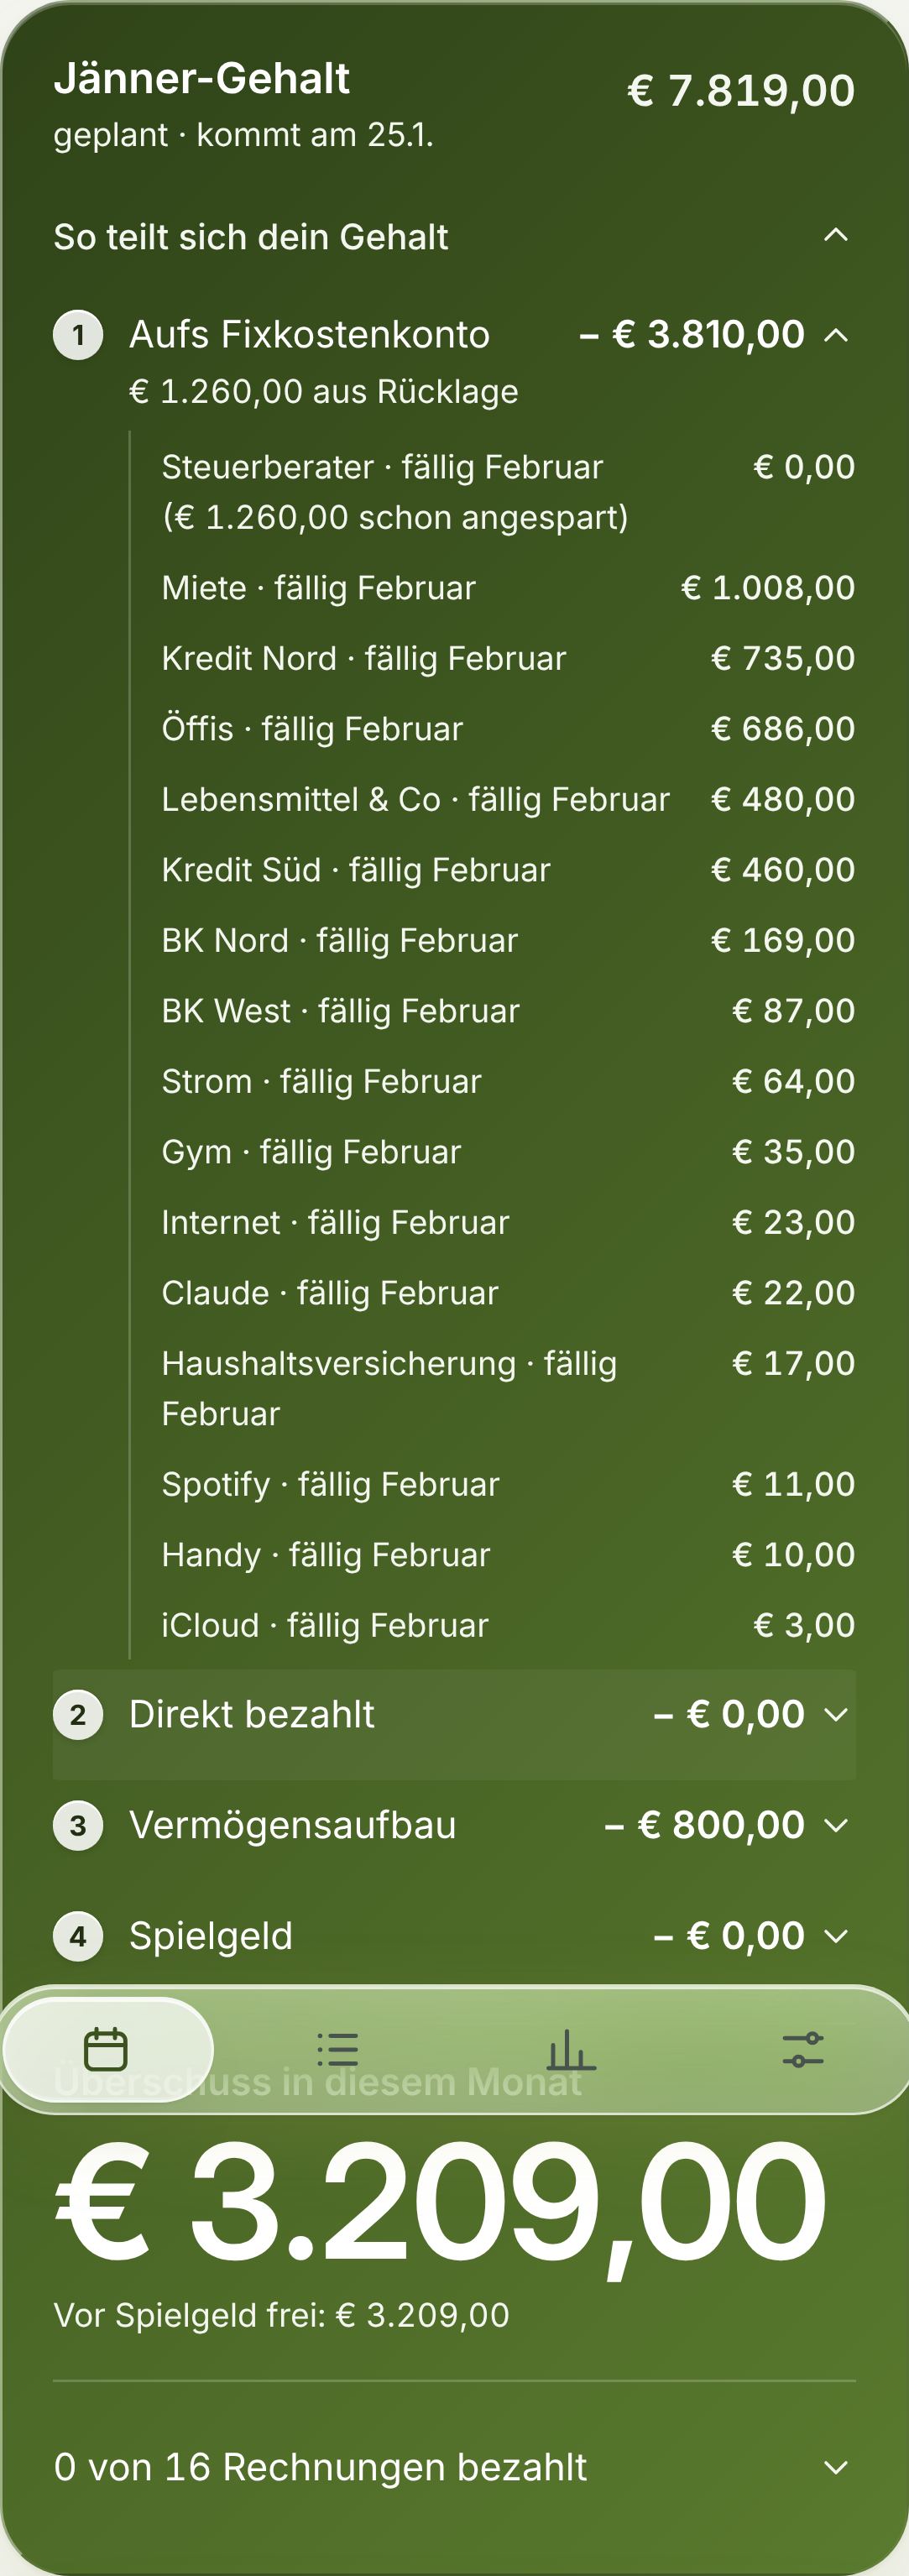 Jänner-Gehalt
€ 7.819,00
geplant · kommt am 25.1.
So teilt sich dein Gehalt
1 Aufs Fixkostenkonto – € 3.810,00
€ 1.260,00 aus Rücklage
Steuerberater · fällig Februar € 0,00
(€ 1.260,00 schon angespart)
Miete · fällig Februar € 1.008,00
Kredit Nord · fällig Februar € 735,00
Öffis · fällig Februar € 686,00
Lebensmittel & Co · fällig Februar € 480,00
Kredit Süd · fällig Februar € 460,00
BK Nord · fällig Februar € 169,00
BK West · fällig Februar € 87,00
Strom · fällig Februar € 64,00
Gym · fällig Februar € 35,00
Internet · fällig Februar € 23,00
Claude · fällig Februar € 22,00
Haushaltsversicherung · fällig € 17,00
Februar
Spotify · fällig Februar € 11,00
Handy · fällig Februar € 10,00
iCloud · fällig Februar € 3,00
2 Direkt bezahlt – € 0,00
3 Vermögensaufbau – € 800,00
4 Spielgeld – € 0,00
Überschuss in diesem Monat
€ 3.209,00
Vor Spielgeld frei: € 3.209,00
0 von 16 Rechnungen bezahlt